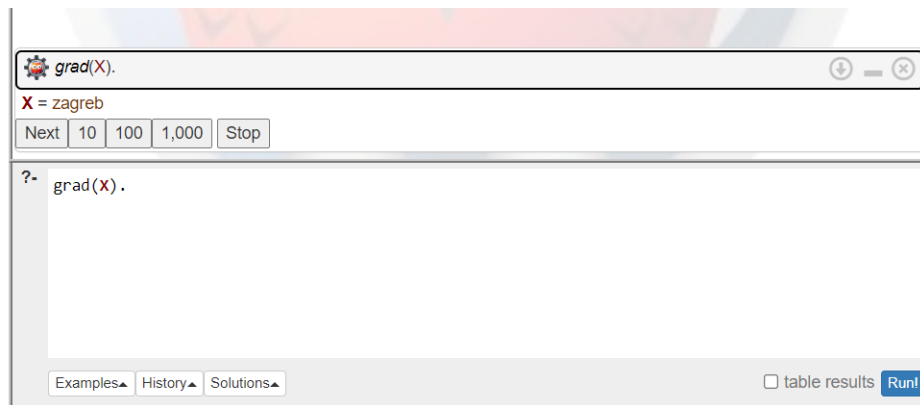 grad(X).
X = zagreb
Next 10 100 1,000 Stop
?- grad(X).
Examples History Solutions table results Run!